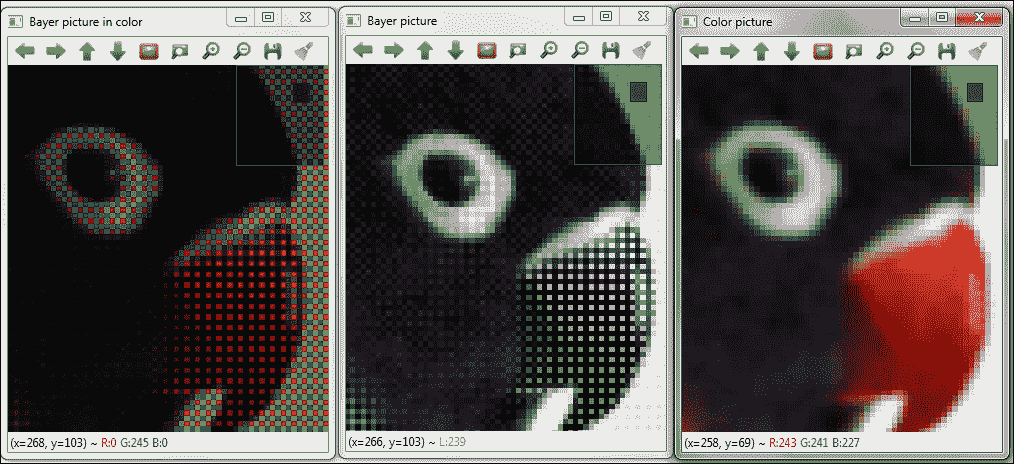 Bayer picture in color
Bayer picture
Color picture
(x=268, y=103) ~ R:0 G:245 B:0
(x=266, y=103) ~ L:239
(x=258, y=69) ~ R:243 G:241 B:227